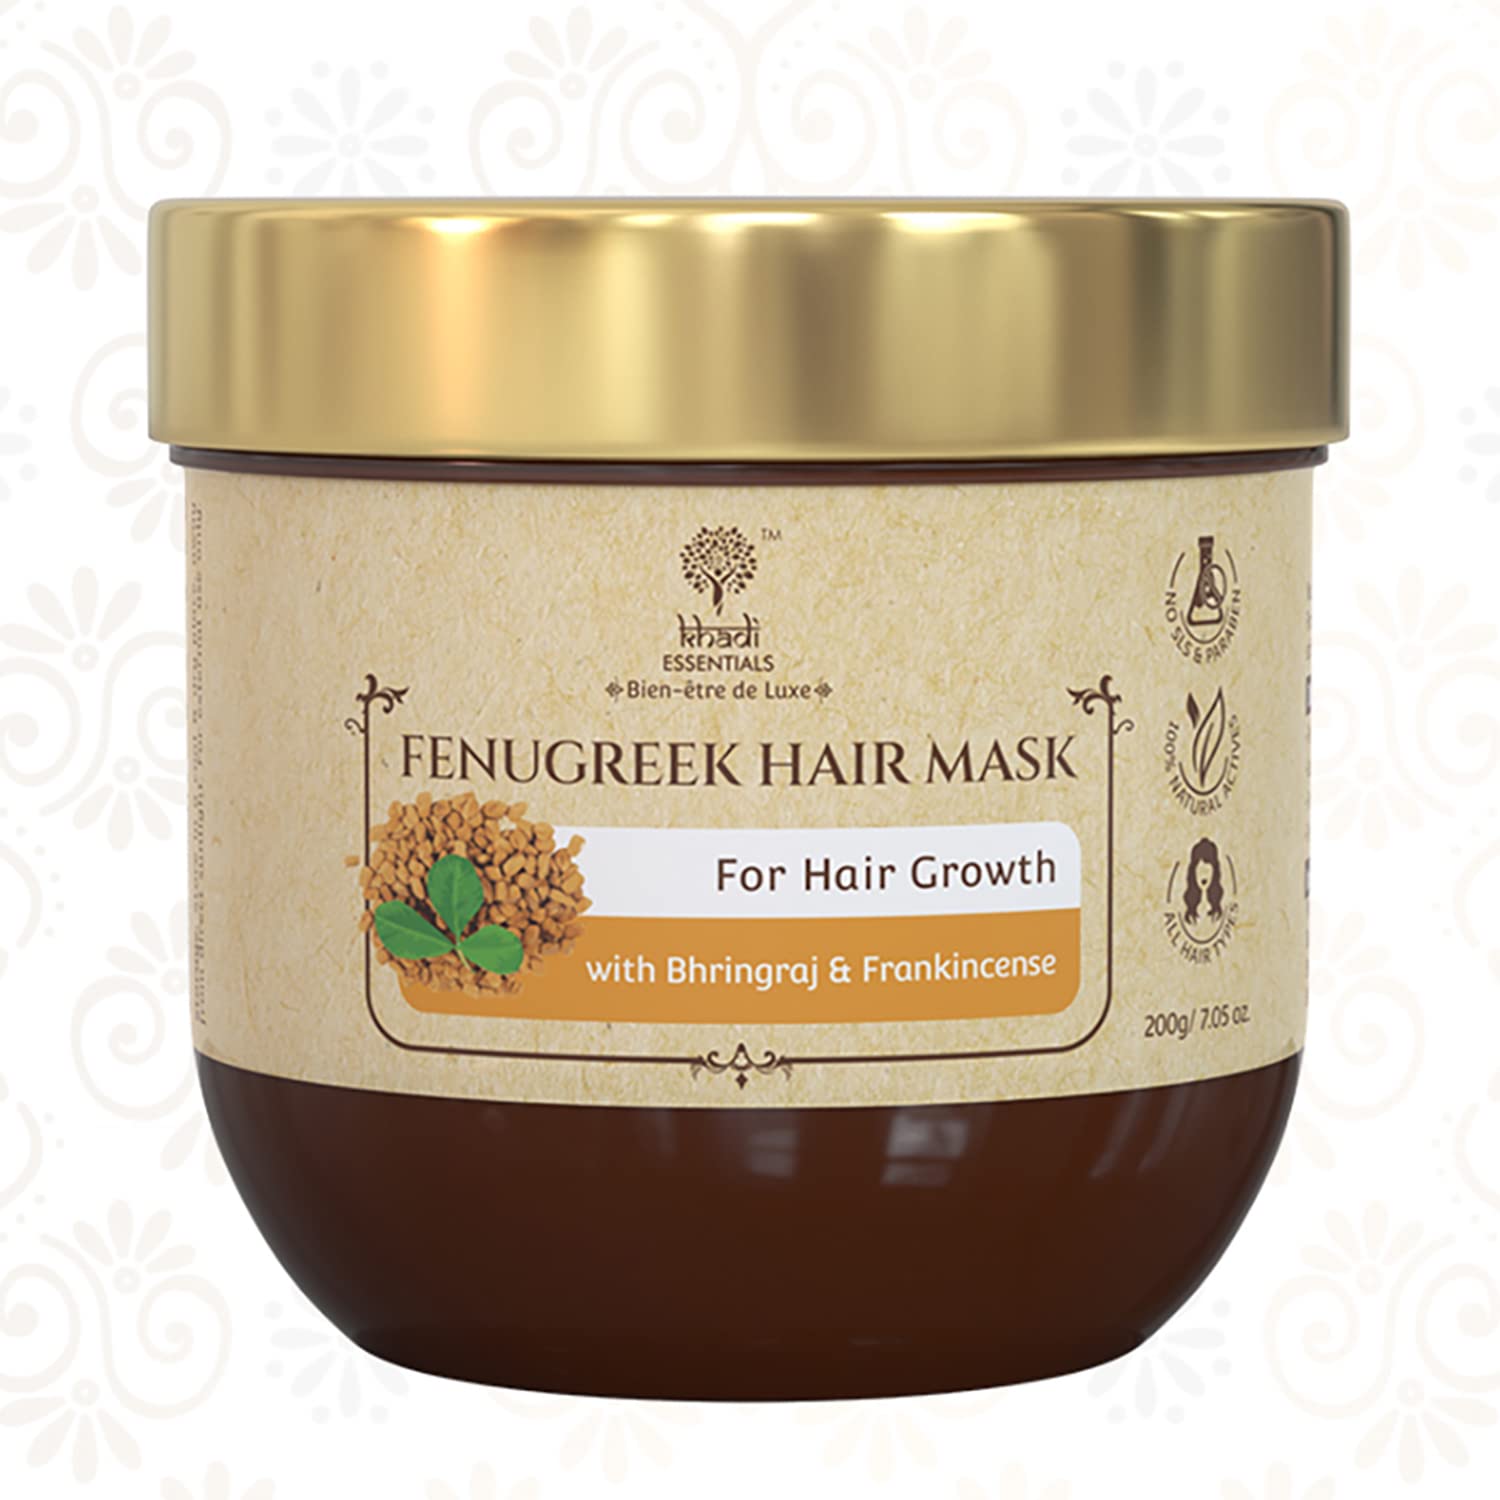 TM
khadi
ESSENTIALS
Bien-être de Luxe
FENUGREEK HAIR MASK
For Hair Growth
with Bhringraj & Frankincense
NO SLS & PARABEN
100% NATURAL ACTIVES
ALL HAIR TYPES
200g/ 7.05 oz.